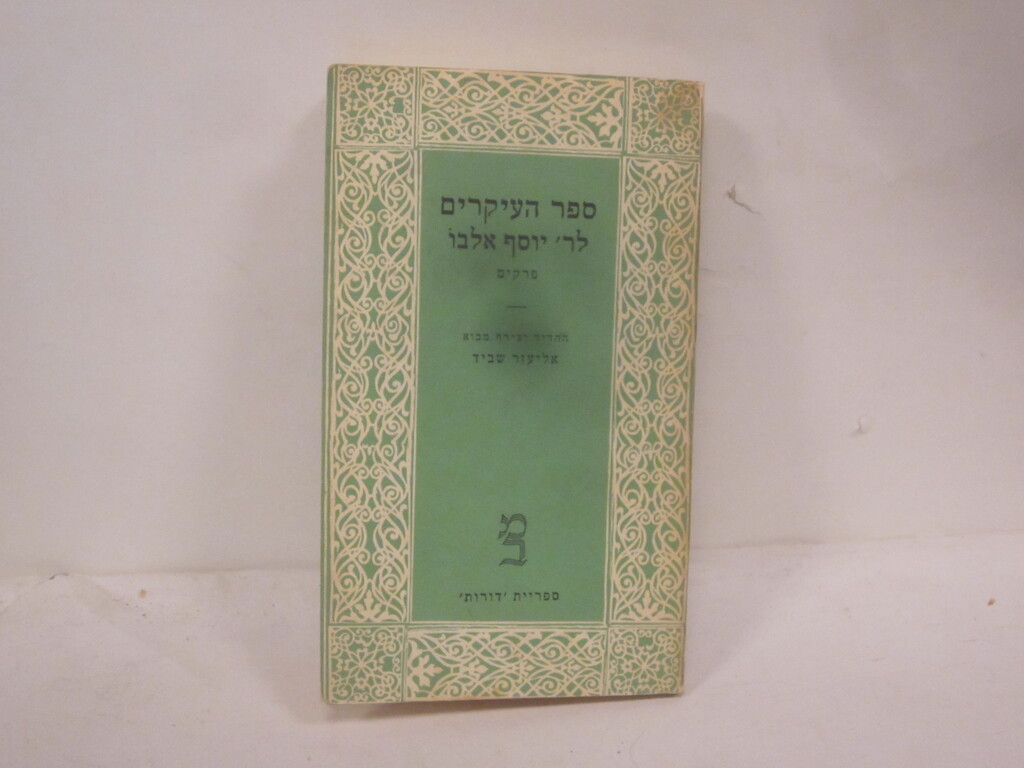 ספר העיקרים
לר׳ יוסף אלבו
פרקים
ההדיר וצירף מבוא
אליעזר שביד
מ
ב
ספריית ׳דורות׳